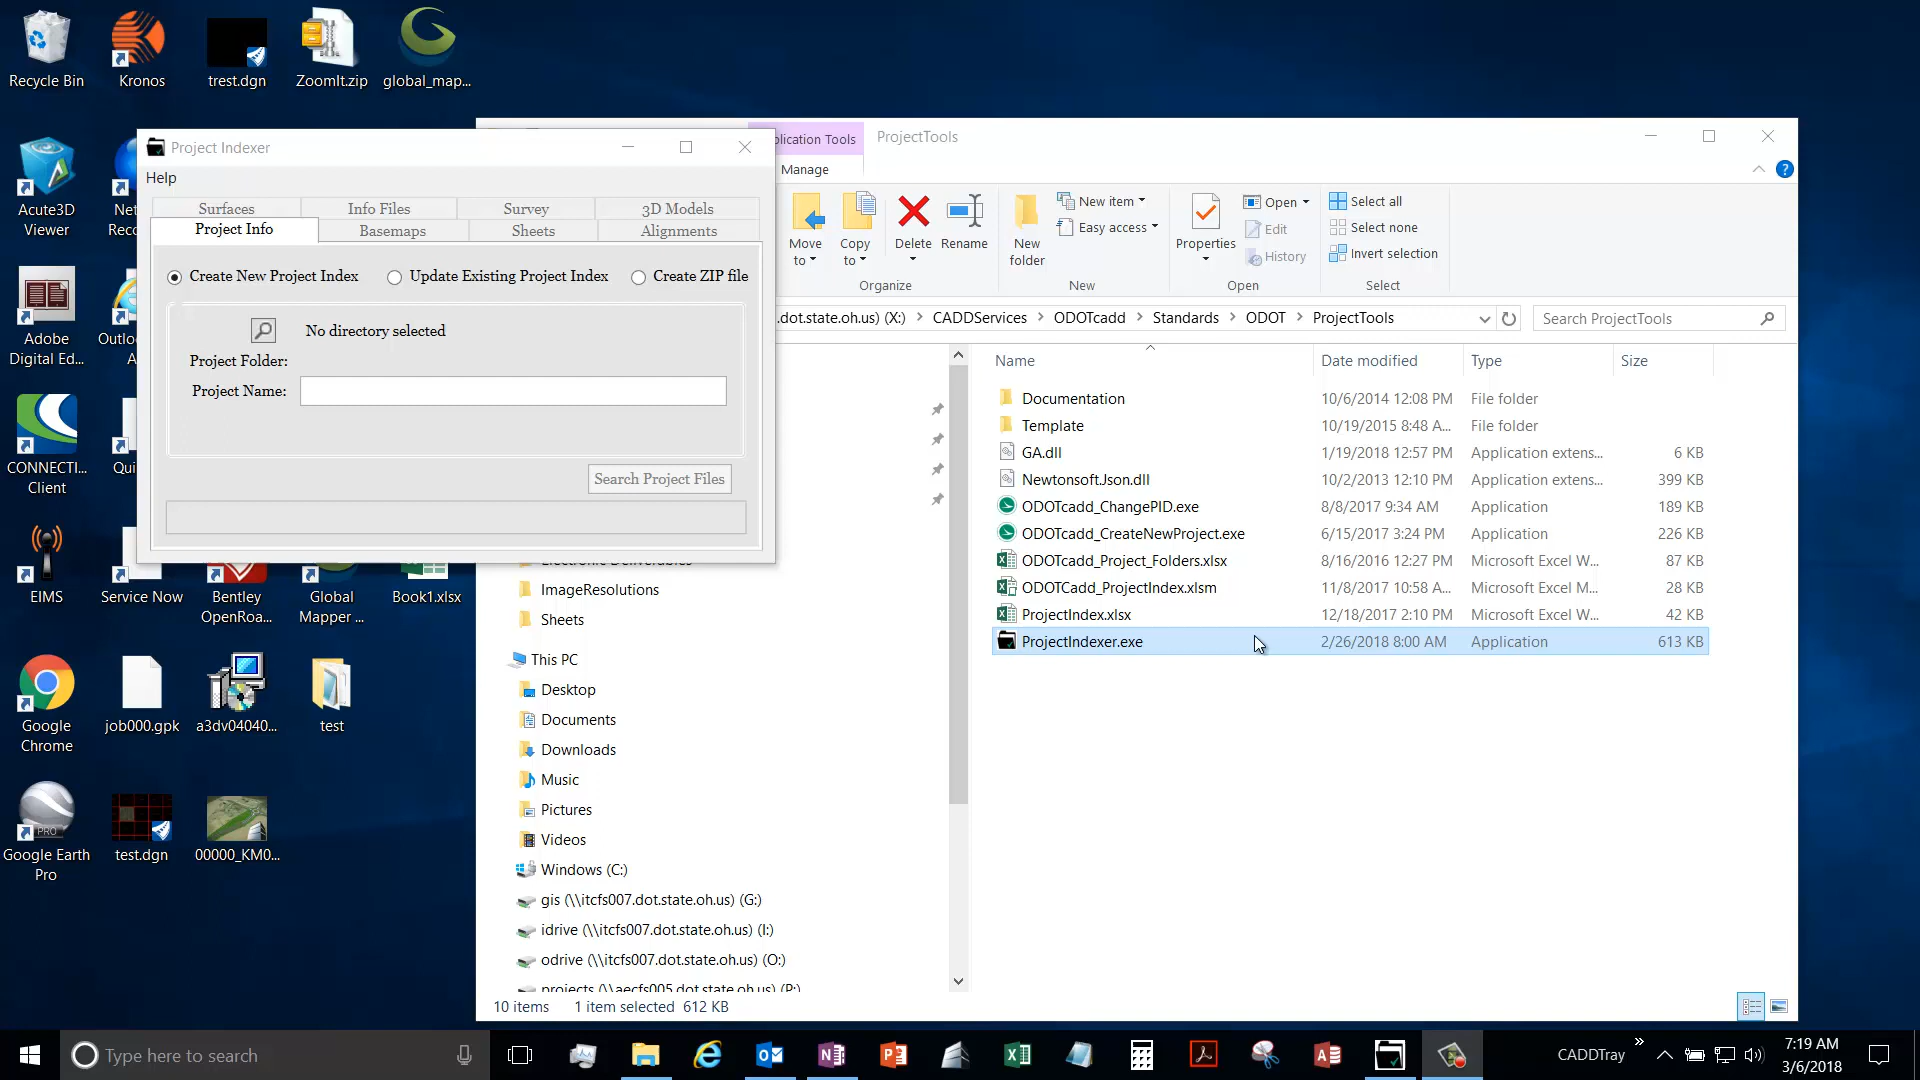 Recycle Bin
Kronos
trest.dgn
ZoomIt.zip
global_map...
Acute3D
Viewer
Net
Reco
Adobe
Digital Ed...
Outlo
A
CONNECTI...
Client
Qui
EIMS
Service Now
Bentley
OpenRoa...
Global
Mapper ...
Book1.xlsx
Google
Chrome
job000.gpk
a3dv04040...
test
Google Earth
Pro
PRO
test.dgn
00000_KM0...
Project Indexer
Help
Surfaces
Info Files
Survey
3D Models
Project Info
Basemaps
Sheets
Alignments
Create New Project Index
Update Existing Project Index
Create ZIP file
No directory selected
Project Folder:
Project Name:
Search Project Files
plication Tools
ProjectTools
Manage
Move
to
Copy
to
Delete
Rename
New
folder
New item
Easy access
Properties
Open
Edit
History
Select all
Select none
Invert selection
Organize
New
Open
Select
.dot.state.oh.us) (X:) > CADDServices > ODOTcadd > Standards > ODOT > ProjectTools
Search ProjectTools
Name
Date modified
Type
Size
Documentation 10/6/2014 12:08 PM File folder
Template 10/19/2015 8:48 A... File folder
GA.dll 1/19/2018 12:57 PM Application extens... 6 KB
Newtonsoft.Json.dll 10/2/2013 12:10 PM Application extens... 399 KB
ODOTcadd_ChangePID.exe 8/8/2017 9:34 AM Application 189 KB
ODOTcadd_CreateNewProject.exe 6/15/2017 3:24 PM Application 226 KB
ODOTcadd_Project_Folders.xlsx 8/16/2016 12:27 PM Microsoft Excel W... 87 KB
ODOTCadd_ProjectIndex.xlsm 11/8/2017 10:58 A... Microsoft Excel M... 28 KB
ProjectIndex.xlsx 12/18/2017 2:10 PM Microsoft Excel W... 42 KB
ProjectIndexer.exe 2/26/2018 8:00 AM Application 613 KB
Electronic Deliverables
ImageResolutions
Sheets
This PC
Desktop
Documents
Downloads
Music
Pictures
Videos
Windows (C:)
gis (\\itcfs007.dot.state.oh.us) (G:)
idrive (\\itcfs007.dot.state.oh.us) (I:)
odrive (\\itcfs007.dot.state.oh.us) (O:)
projects (\\aecfs005.dot.state.oh.us) (P:)
10 items 1 item selected 612 KB
Type here to search
CADDTray
7:19 AM
3/6/2018